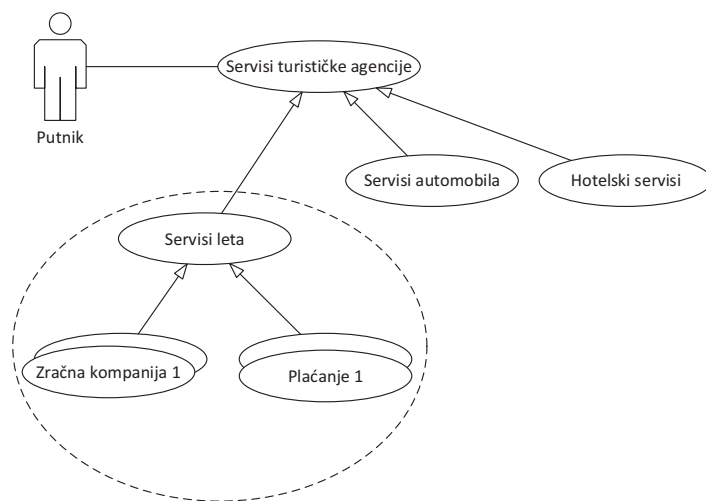 Servisi turističke agencije
Putnik
Servisi automobila
Hotelski servisi
Servisi leta
Zračna kompanija 1
Plaćanje 1